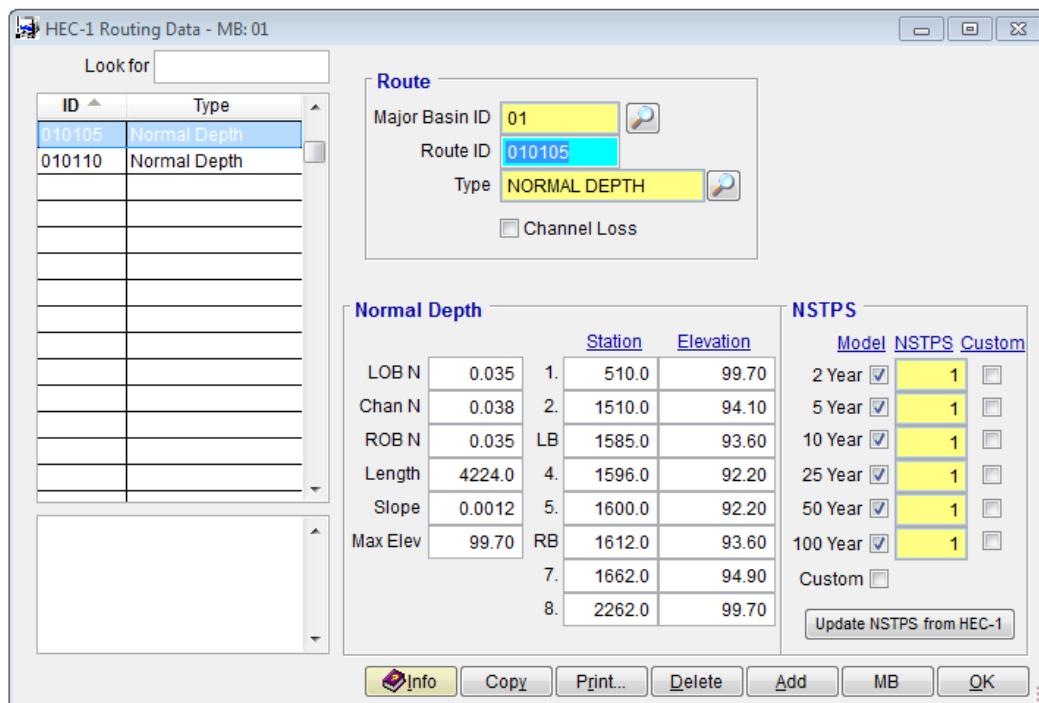 HEC-1 Routing Data - MB: 01
Look for
ID Type
010105 Normal Depth
010110 Normal Depth
Route
Major Basin ID 01
Route ID 010105
Type NORMAL DEPTH
Channel Loss
Normal Depth
Station Elevation
LOB N 0.035 1. 510.0 99.70
Chan N 0.038 2. 1510.0 94.10
ROB N 0.035 LB 1585.0 93.60
Length 4224.0 4. 1596.0 92.20
Slope 0.0012 5. 1600.0 92.20
Max Elev 99.70 RB 1612.0 93.60
7. 1662.0 94.90
8. 2262.0 99.70
NSTPS
Model NSTPS Custom
2 Year 1
5 Year 1
10 Year 1
25 Year 1
50 Year 1
100 Year 1
Custom
Update NSTPS from HEC-1
Info Copy Print... Delete Add MB OK